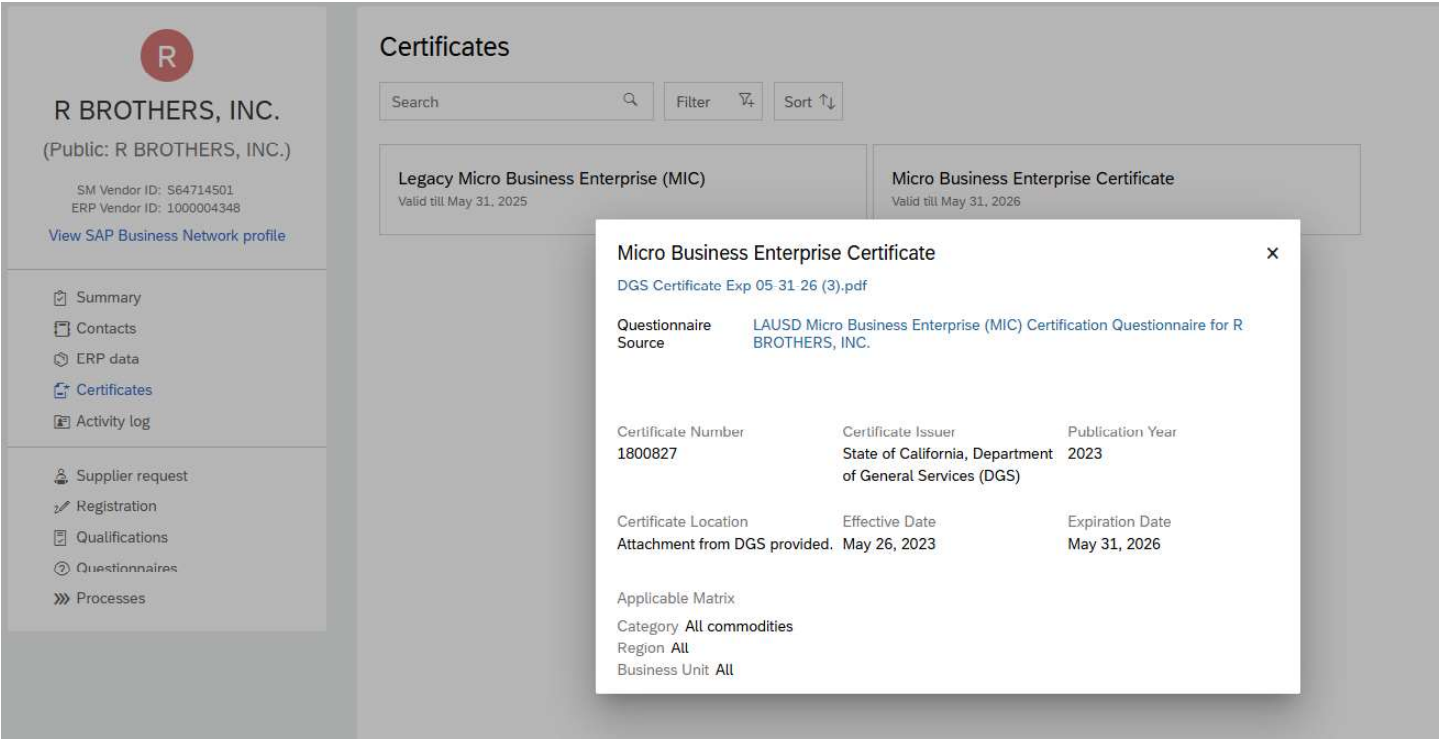 R
R BROTHERS, INC.
(Public: R BROTHERS, INC.)
SM Vendor ID: S64714501
ERP Vendor ID: 1000004348
View SAP Business Network profile
Summary
Contacts
ERP data
Certificates
Activity log
Supplier request
Registration
Qualifications
Questionnaires
Processes
Certificates
Search
Filter
Sort
Legacy Micro Business Enterprise (MIC)
Valid till May 31, 2025
Micro Business Enterprise Certificate
Valid till May 31, 2026
Micro Business Enterprise Certificate
DGS Certificate Exp 05-31-26 (3).pdf
Questionnaire
Source
LAUSD Micro Business Enterprise (MIC) Certification Questionnaire for R
BROTHERS, INC.
Certificate Number
1800827
Certificate Issuer
State of California, Department
of General Services (DGS)
Publication Year
2023
Certificate Location
Attachment from DGS provided.
Effective Date
May 26, 2023
Expiration Date
May 31, 2026
Applicable Matrix
Category All commodities
Region All
Business Unit All